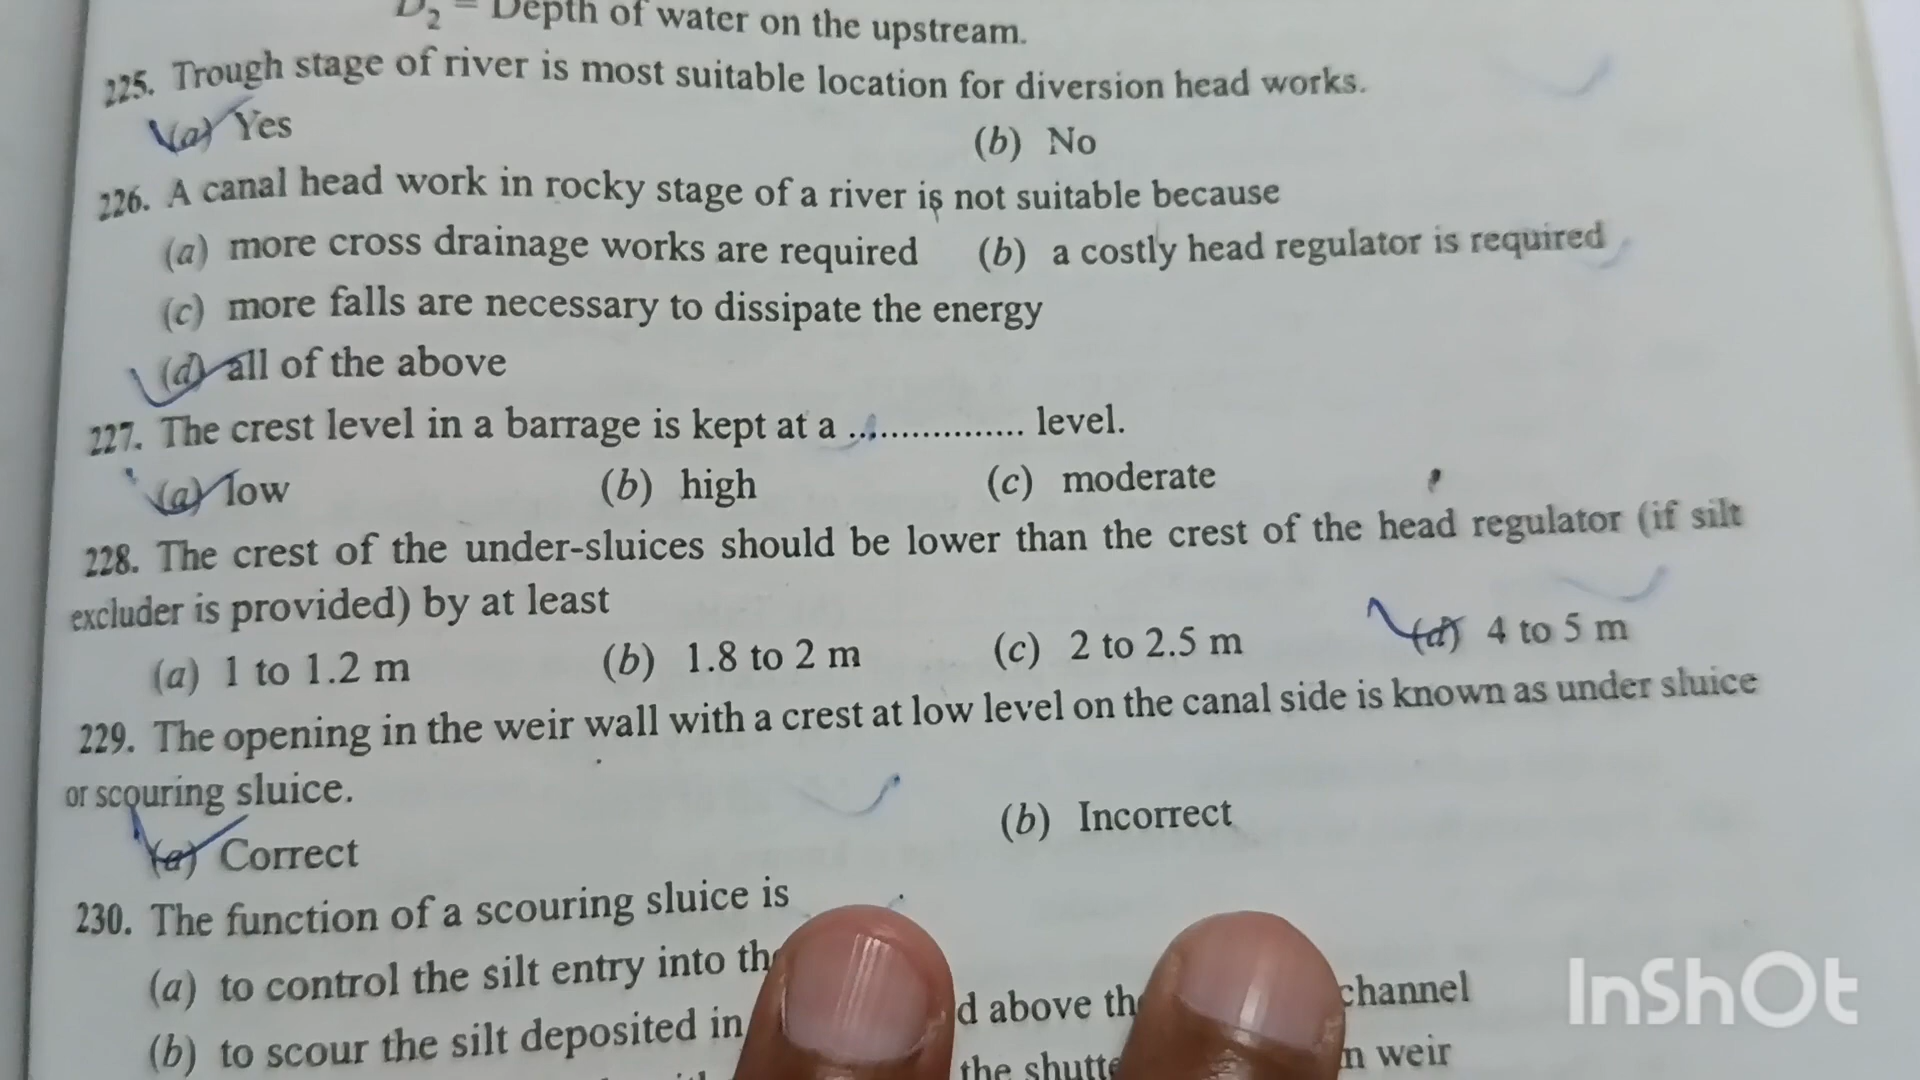 D₂ = Depth of water on the upstream.
225. Trough stage of river is most suitable location for diversion head works.
(a) Yes (b) No
226. A canal head work in rocky stage of a river is not suitable because
(a) more cross drainage works are required (b) a costly head regulator is required
(c) more falls are necessary to dissipate the energy
(d) all of the above
227. The crest level in a barrage is kept at a ................. level.
(a) low (b) high (c) moderate
228. The crest of the under-sluices should be lower than the crest of the head regulator (if silt
excluder is provided) by at least
(a) 1 to 1.2 m (b) 1.8 to 2 m (c) 2 to 2.5 m (d) 4 to 5 m
229. The opening in the weir wall with a crest at low level on the canal side is known as under sluice
or scouring sluice.
(a) Correct (b) Incorrect
230. The function of a scouring sluice is
(a) to control the silt entry into
(b) to scour the silt deposited in above channel
the weir
InShOt